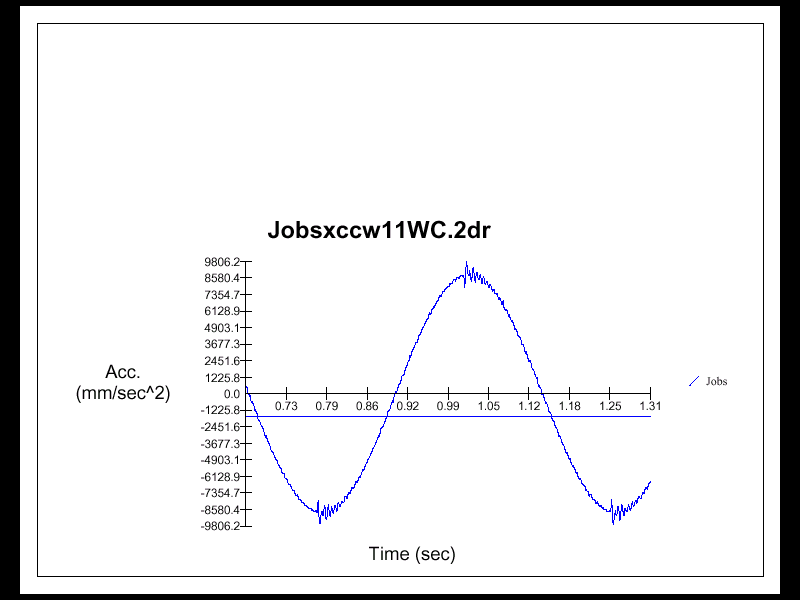 Jobsxccw11WC.2dr
9806.2
8580.4
7354.7
6128.9
4903.1
3677.3
2451.6
1225.8
0.0
-1225.8
-2451.6
-3677.3
-4903.1
-6128.9
-7354.7
-8580.4
-9806.2
Acc.
(mm/sec^2)
0.73 0.79 0.86 0.92 0.99 1.05 1.12 1.18 1.25 1.31
Jobs
Time (sec)